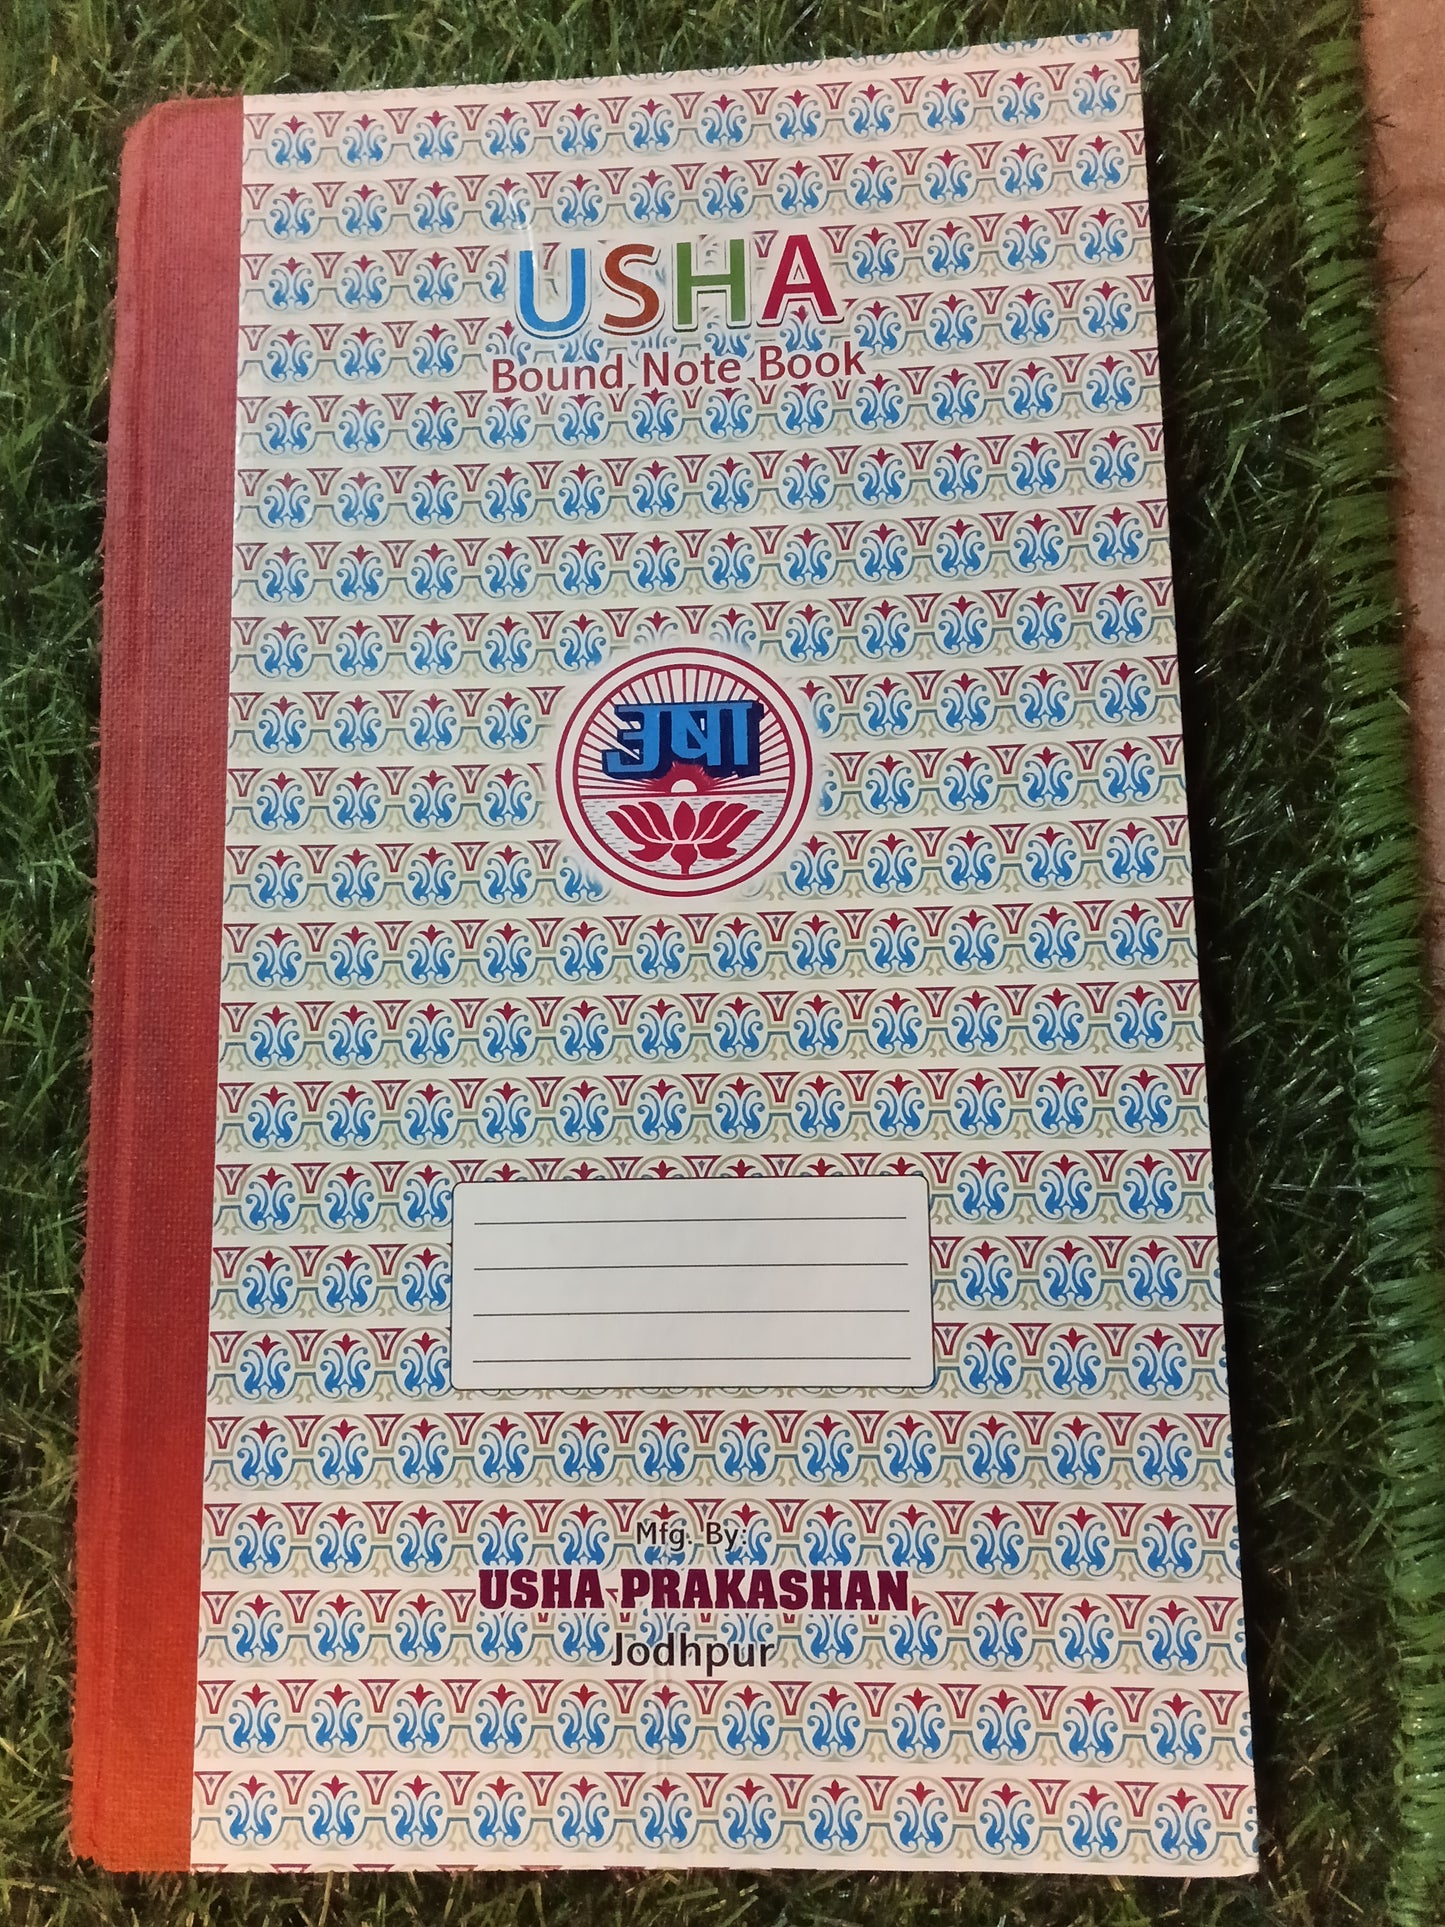 USHA
Bound Note Book
उषा
Mfg. By:
USHA PRAKASHAN
Jodhpur